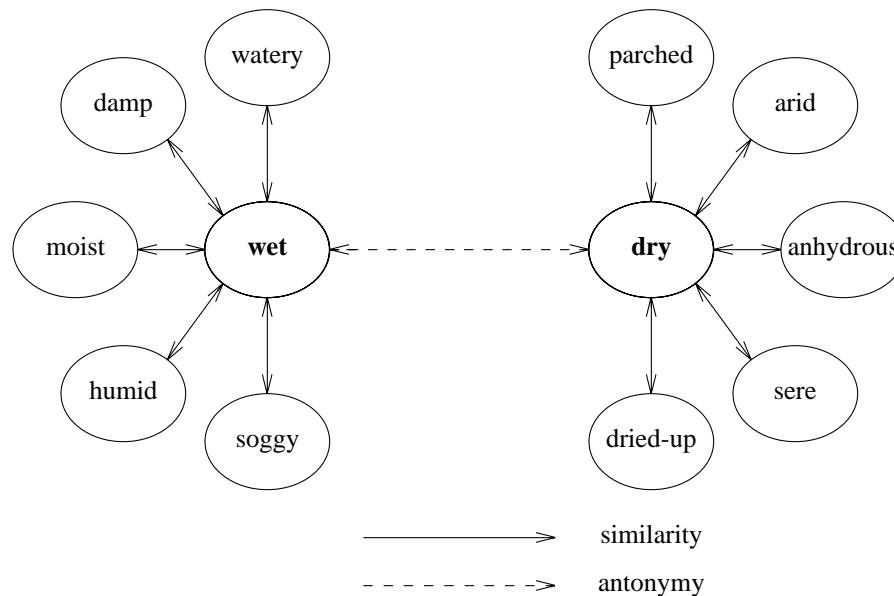 watery
parched
damp
arid
moist
wet
dry
anhydrous
humid
sere
soggy
dried-up
similarity
antonymy